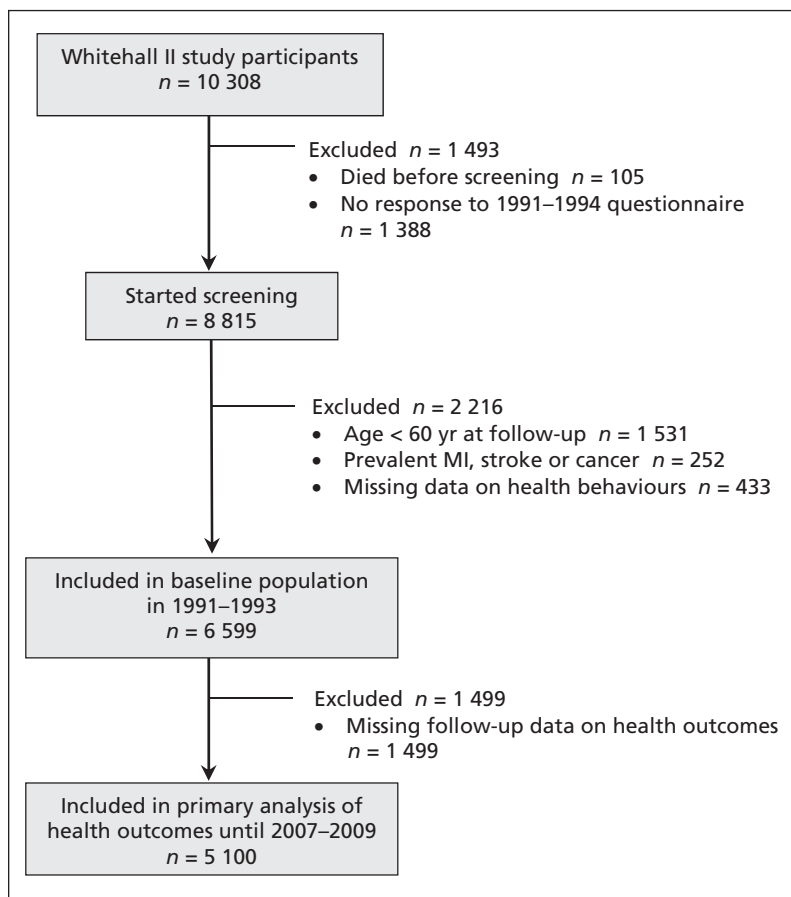 Whitehall II study participants
n = 10 308
Excluded n = 1 493
• Died before screening n = 105
• No response to 1991–1994 questionnaire
n = 1 388
Started screening
n = 8 815
Excluded n = 2 216
• Age < 60 yr at follow-up n = 1 531
• Prevalent MI, stroke or cancer n = 252
• Missing data on health behaviours n = 433
Included in baseline population
in 1991–1993
n = 6 599
Excluded n = 1 499
• Missing follow-up data on health outcomes
n = 1 499
Included in primary analysis of
health outcomes until 2007–2009
n = 5 100